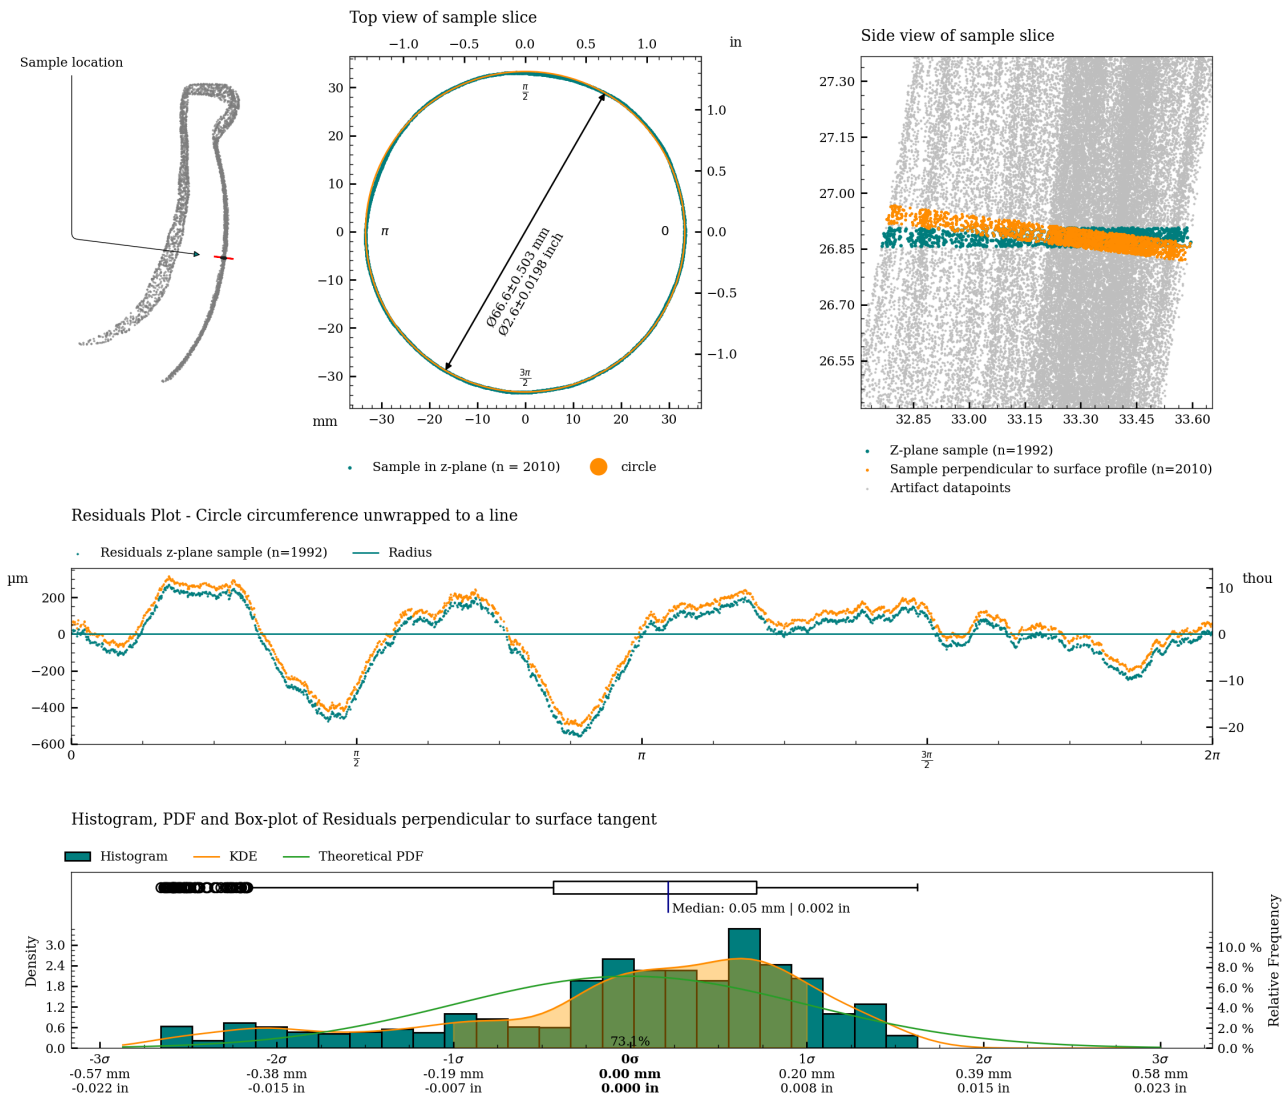 Top view of sample slice
−1.0 −0.5 0.0 0.5 1.0 in
Side view of sample slice
Sample location
30
20
10
0
−10
−20
−30
mm
π/2
π
0
3π/2
Ø66.6±0.503 mm
Ø2.6±0.0198 inch
1.0
0.5
0.0
−0.5
−1.0
−30 −20 −10 0 10 20 30
27.30
27.15
27.00
26.85
26.70
26.55
32.85 33.00 33.15 33.30 33.45 33.60
Sample in z-plane (n = 2010) circle
Z-plane sample (n=1992)
Sample perpendicular to surface profile (n=2010)
Artifact datapoints
Residuals Plot - Circle circumference unwrapped to a line
Residuals z-plane sample (n=1992) Radius
µm
200
0
−200
−400
−600
thou
10
0
−10
−20
0 π/2 π 3π/2 2π
Histogram, PDF and Box-plot of Residuals perpendicular to surface tangent
Histogram KDE Theoretical PDF
Median: 0.05 mm | 0.002 in
Density
3.0
2.4
1.8
1.2
0.6
0.0
Relative Frequency
10.0 %
8.0 %
6.0 %
4.0 %
2.0 %
0.0 %
73.1%
-3σ -2σ -1σ 0σ 1σ 2σ 3σ
-0.57 mm -0.38 mm -0.19 mm 0.00 mm 0.20 mm 0.39 mm 0.58 mm
-0.022 in -0.015 in -0.007 in 0.000 in 0.008 in 0.015 in 0.023 in